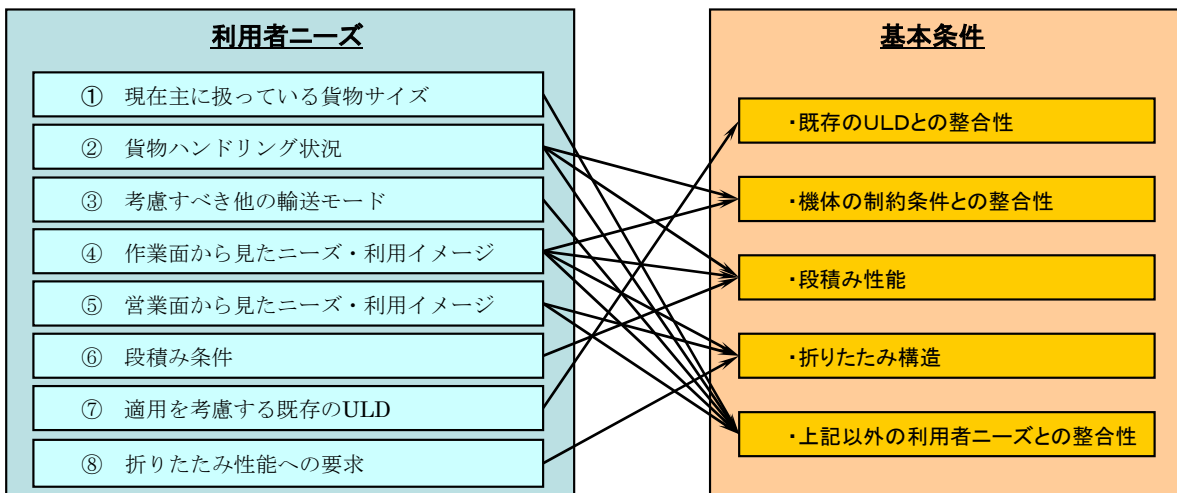 利用者ニーズ
① 現在主に扱っている貨物サイズ
② 貨物ハンドリング状況
③ 考慮すべき他の輸送モード
④ 作業面から見たニーズ・利用イメージ
⑤ 営業面から見たニーズ・利用イメージ
⑥ 段積み条件
⑦ 適用を考慮する既存のULD
⑧ 折りたたみ性能への要求
基本条件
・既存のULDとの整合性
・機体の制約条件との整合性
・段積み性能
・折りたたみ構造
・上記以外の利用者ニーズとの整合性